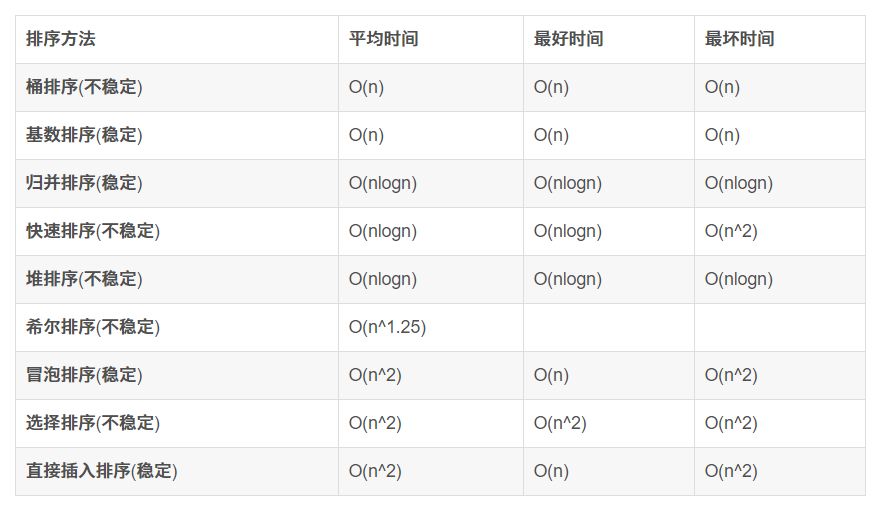 排序方法 平均时间 最好时间 最坏时间
桶排序(不稳定) O(n) O(n) O(n)
基数排序(稳定) O(n) O(n) O(n)
归并排序(稳定) O(nlogn) O(nlogn) O(nlogn)
快速排序(不稳定) O(nlogn) O(nlogn) O(n^2)
堆排序(不稳定) O(nlogn) O(nlogn) O(nlogn)
希尔排序(不稳定) O(n^1.25)
冒泡排序(稳定) O(n^2) O(n) O(n^2)
选择排序(不稳定) O(n^2) O(n^2) O(n^2)
直接插入排序(稳定) O(n^2) O(n) O(n^2)